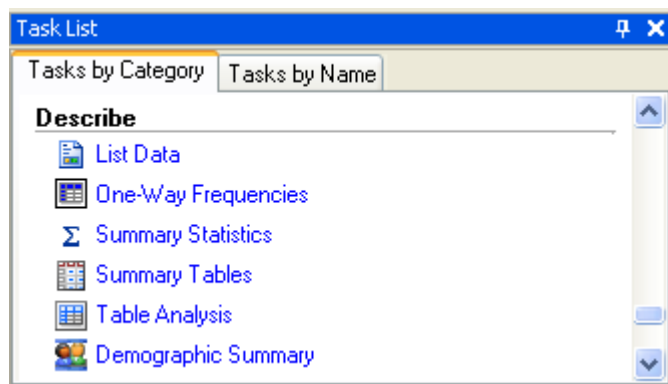 Task List
Tasks by Category Tasks by Name
Describe
List Data
One-Way Frequencies
Σ Summary Statistics
Summary Tables
Table Analysis
Demographic Summary